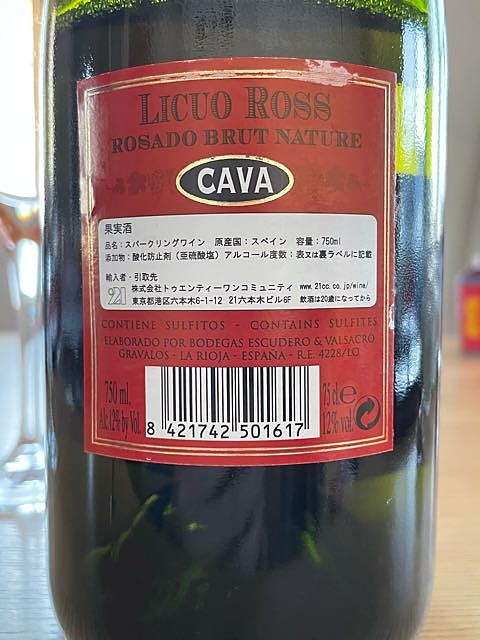 LICUO ROSS
ROSADO BRUT NATURE
CAVA
果実酒
品名：スパークリングワイン　原産国：スペイン　容量：750ml
添加物：酸化防止剤（亜硫酸塩）アルコール度数：表又は裏ラベルに記載
輸入者・引取先
21 株式会社トゥエンティーワンコミュニティ www.21cc.co.jp/wine/
東京都港区六本木6-1-12 21六本木ビル6F 飲酒は20歳になってから
CONTIENE SULFITOS - CONTAINS SULFITES
ELABORADO POR BODEGAS ESCUDERO & VALSACRO
GRAVALOS - LA RIOJA - ESPAÑA - R.E. 4228/LO
750 ml.
Alc.12% by Vol.
8 421742 501617
75 cl e
12% vol.